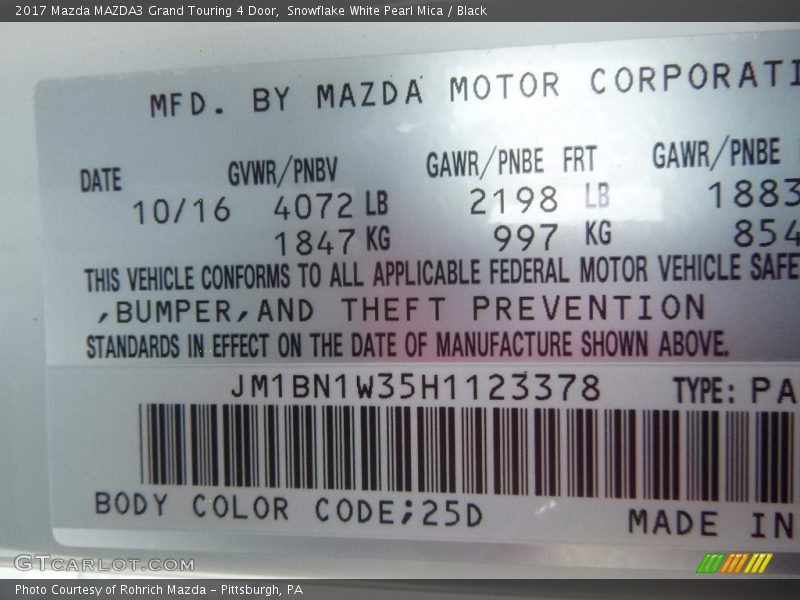 2017 Mazda MAZDA3 Grand Touring 4 Door, Snowflake White Pearl Mica / Black
MFD. BY MAZDA MOTOR CORPORATI
DATE GVWR/PNBV GAWR/PNBE FRT GAWR/PNBE
10/16 4072 LB 2198 LB 1883
1847 KG 997 KG 854
THIS VEHICLE CONFORMS TO ALL APPLICABLE FEDERAL MOTOR VEHICLE SAFE
,BUMPER,AND THEFT PREVENTION
STANDARDS IN EFFECT ON THE DATE OF MANUFACTURE SHOWN ABOVE.
JM1BN1W35H1123378 TYPE: PA
BODY COLOR CODE;25D
MADE IN
GTCARLOT.COM
Photo Courtesy of Rohrich Mazda - Pittsburgh, PA